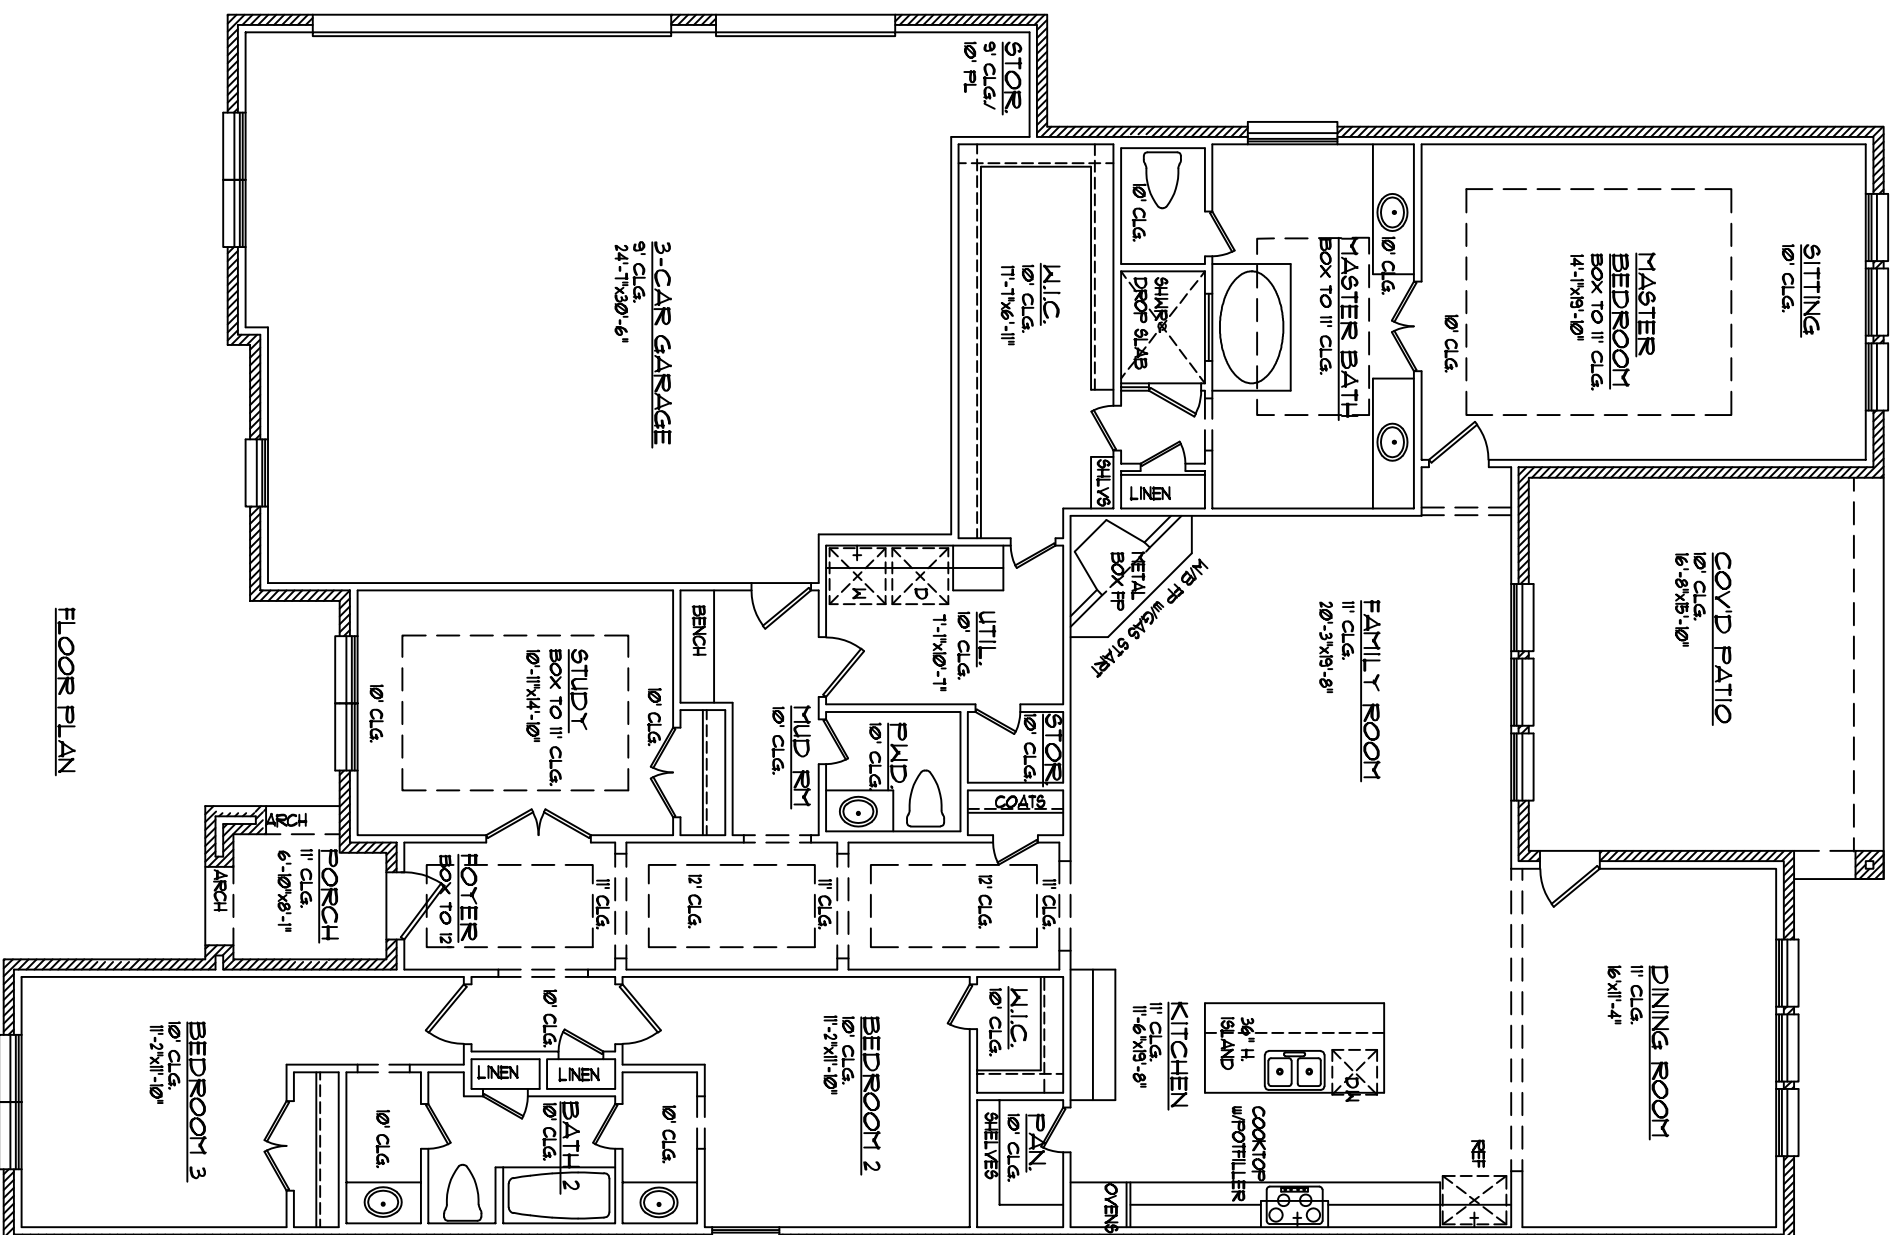 SITTING
10' CLG.
MASTER
BEDROOM
BOX TO 11' CLG.
14'-1"x19'-10"
10' CLG.
COV'D PATIO
10' CLG.
16'-8"x15'-10"
DINING ROOM
11' CLG.
16'x11'-4"
10' CLG.
MASTER BATH
BOX TO 11' CLG.
FAMILY ROOM
11' CLG.
20'-3"x19'-8"
REF
DW
36" H.
ISLAND
COOKTOP
w/POTFILLER
KITCHEN
11' CLG.
11'-6"x19'-8"
OVENS
10' CLG.
SHWR
DROP SLAB
LINEN
SHLVS
METAL
BOX FP
W/B FP w/GAS START
W.I.C.
10' CLG.
17'-7"x6'-11"
STOR.
9' CLG./
10' PL
UTIL.
10' CLG.
7'-1"x10'-7"
D
W
STOR.
10' CLG.
COATS
11' CLG.
12' CLG.
W.I.C.
10' CLG.
PAN.
10' CLG.
SHELVES
PWD.
10' CLG.
11' CLG.
BEDROOM 2
10' CLG.
11'-2"x11'-10"
MUD RM
10' CLG.
BENCH
12' CLG.
3-CAR GARAGE
9' CLG.
24'-7"x30'-6"
10' CLG.
10' CLG.
11' CLG.
STUDY
BOX TO 11' CLG.
10'-11"x14'-10"
10' CLG.
LINEN
BATH 2
10' CLG.
LINEN
FOYER
BOX TO 12
10' CLG.
10' CLG.
PORCH
11' CLG.
6'-10"x8'-1"
ARCH
ARCH
BEDROOM 3
10' CLG.
11'-2"x11'-10"
FLOOR PLAN